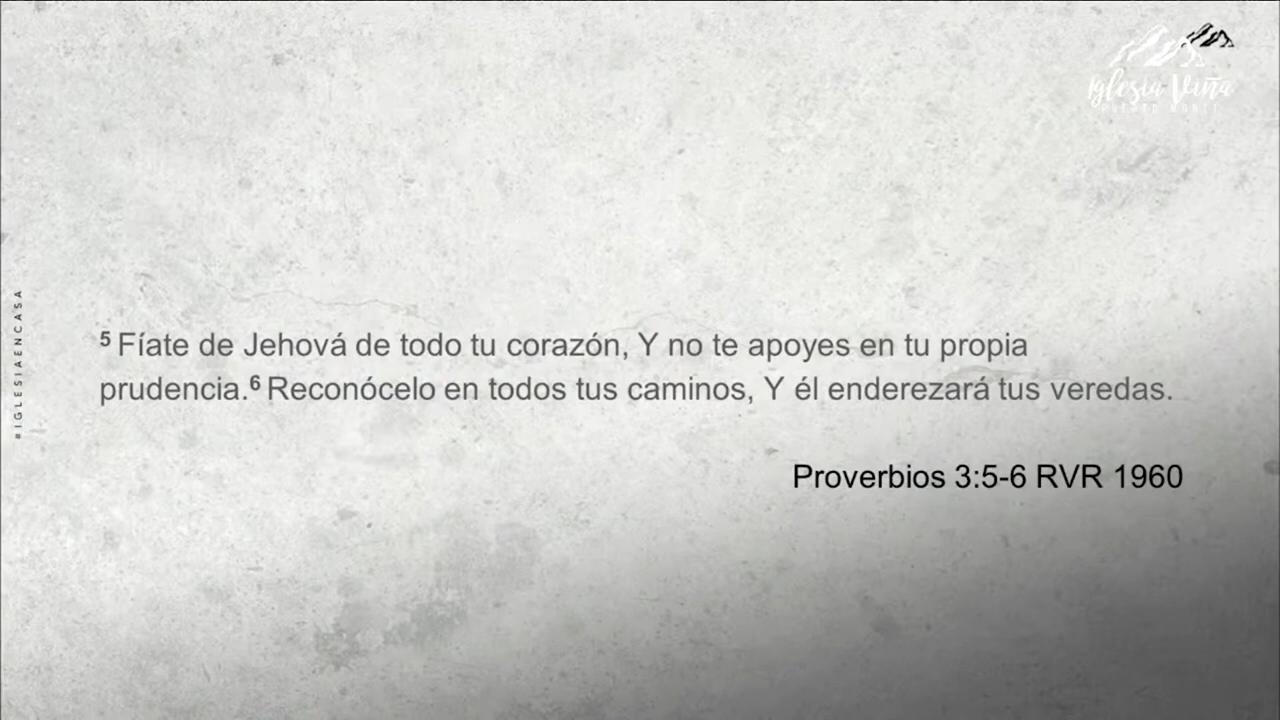 Iglesia Viña
#IGLESIAENCASA
⁵ Fíate de Jehová de todo tu corazón, Y no te apoyes en tu propia
prudencia.⁶ Reconócelo en todos tus caminos, Y él enderezará tus veredas.
Proverbios 3:5-6 RVR 1960